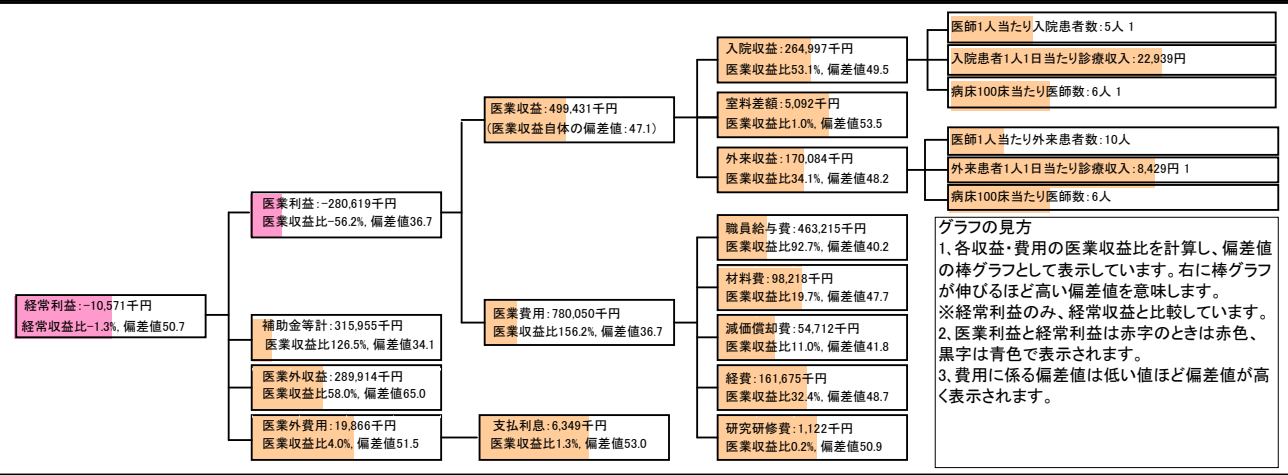 経常利益:-10,571千円
経常収益比-1.3%, 偏差値50.7
医業利益:-280,619千円
医業収益比-56.2%, 偏差値36.7
補助金等計:315,955千円
医業収益比126.5%, 偏差値34.1
医業外収益:289,914千円
医業収益比58.0%, 偏差値65.0
医業外費用:19,866千円
医業収益比4.0%, 偏差値51.5
医業収益:499,431千円
(医業収益自体の偏差値:47.1)
医業費用:780,050千円
医業収益比156.2%, 偏差値36.7
支払利息:6,349千円
医業収益比1.3%, 偏差値53.0
入院収益:264,997千円
医業収益比53.1%, 偏差値49.5
室料差額:5,092千円
医業収益比1.0%, 偏差値53.5
外来収益:170,084千円
医業収益比34.1%, 偏差値48.2
職員給与費:463,215千円
医業収益比92.7%, 偏差値40.2
材料費:98,218千円
医業収益比19.7%, 偏差値47.7
減価償却費:54,712千円
医業収益比11.0%, 偏差値41.8
経費:161,675千円
医業収益比32.4%, 偏差値48.7
研究研修費:1,122千円
医業収益比0.2%, 偏差値50.9
医師1人当たり入院患者数:5人 1
入院患者1人1日当たり診療収入:22,939円
病床100床当たり医師数:6人 1
医師1人当たり外来患者数:10人
外来患者1人1日当たり診療収入:8,429円 1
病床100床当たり医師数:6人
グラフの見方
1、各収益・費用の医業収益比を計算し、偏差値
の棒グラフとして表示しています。右に棒グラフ
が伸びるほど高い偏差値を意味します。
※経常利益のみ、経常収益と比較しています。
2、医業利益と経常利益は赤字のときは赤色、
黒字は青色で表示されます。
3、費用に係る偏差値は低い値ほど偏差値が高
く表示されます。